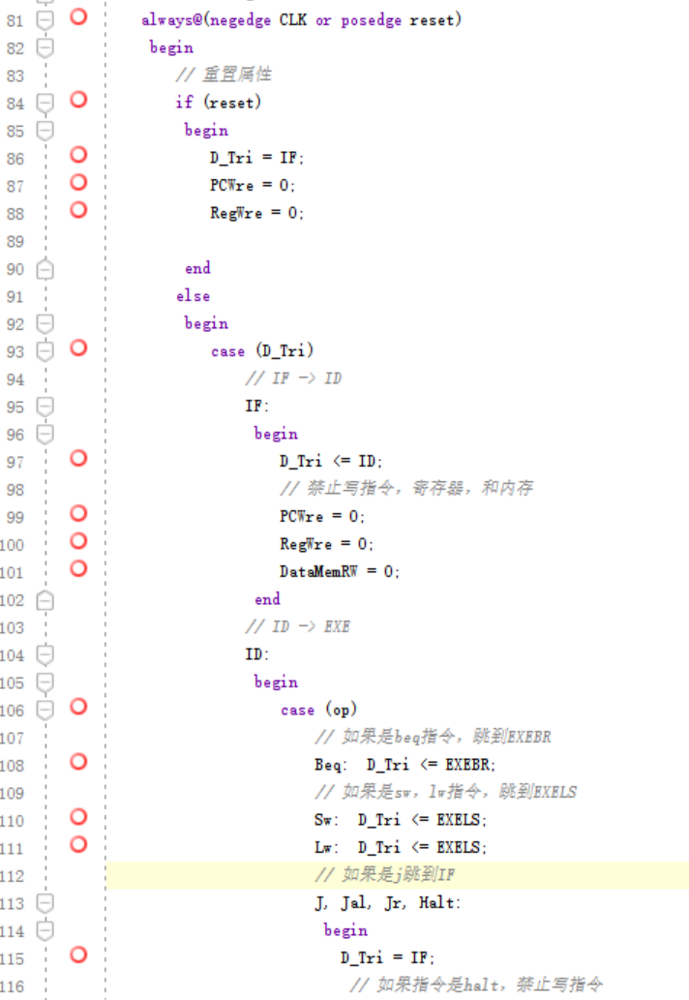 81 always@(negedge CLK or posedge reset)
82 begin
83 // 重置属性
84 if (reset)
85 begin
86 D_Tri = IF;
87 PCWre = 0;
88 RegWre = 0;
89
90 end
91 else
92 begin
93 case (D_Tri)
94 // IF -> ID
95 IF:
96 begin
97 D_Tri <= ID;
98 // 禁止写指令，寄存器，和内存
99 PCWre = 0;
100 RegWre = 0;
101 DataMemRW = 0;
102 end
103 // ID -> EXE
104 ID:
105 begin
106 case (op)
107 // 如果是beq指令，跳到EXEBR
108 Beq: D_Tri <= EXEBR;
109 // 如果是sw，lw指令，跳到EXELS
110 Sw: D_Tri <= EXELS;
111 Lw: D_Tri <= EXELS;
112 // 如果是j跳到IF
113 J, Jal, Jr, Halt:
114 begin
115 D_Tri = IF;
116 // 如果指令是halt，禁止写指令